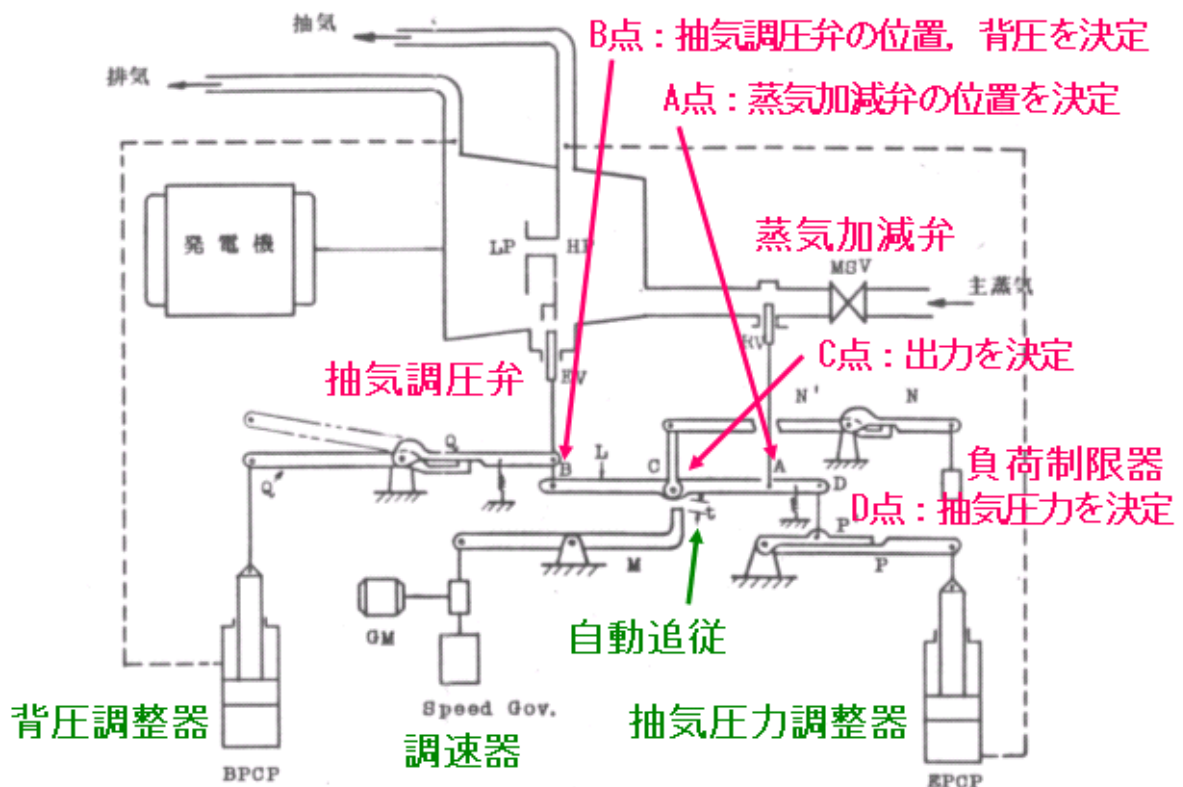 抽気
B点：抽気調圧弁の位置，背圧を決定
排気
A点：蒸気加減弁の位置を決定
発電機
LP
HP
蒸気加減弁
MSV
主蒸気
抽気調圧弁
EV
C点：出力を決定
N'
N
Q
B
L
C
A
D
負荷制限器
Q'
D点：抽気圧力を決定
t
P'
M
P
GM
自動追従
背圧調整器
Speed Gov.
調速器
抽気圧力調整器
BPCP
EPCP